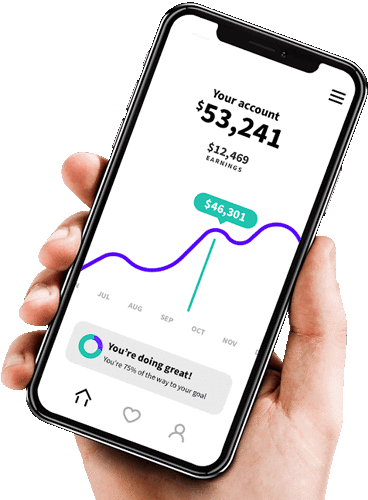 Your account
$53,241
$12,469
EARNINGS
$46,301
JUL AUG SEP OCT NOV
You're doing great!
You're 75% of the way to your goal